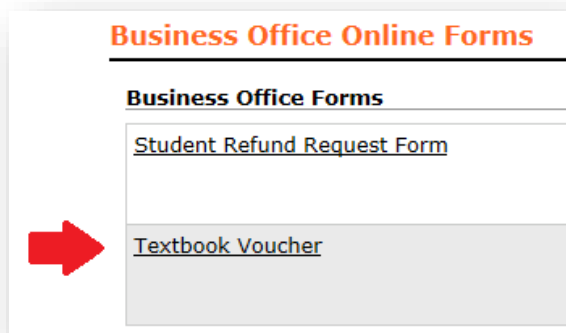 Business Office Online Forms
Business Office Forms
Student Refund Request Form
Textbook Voucher